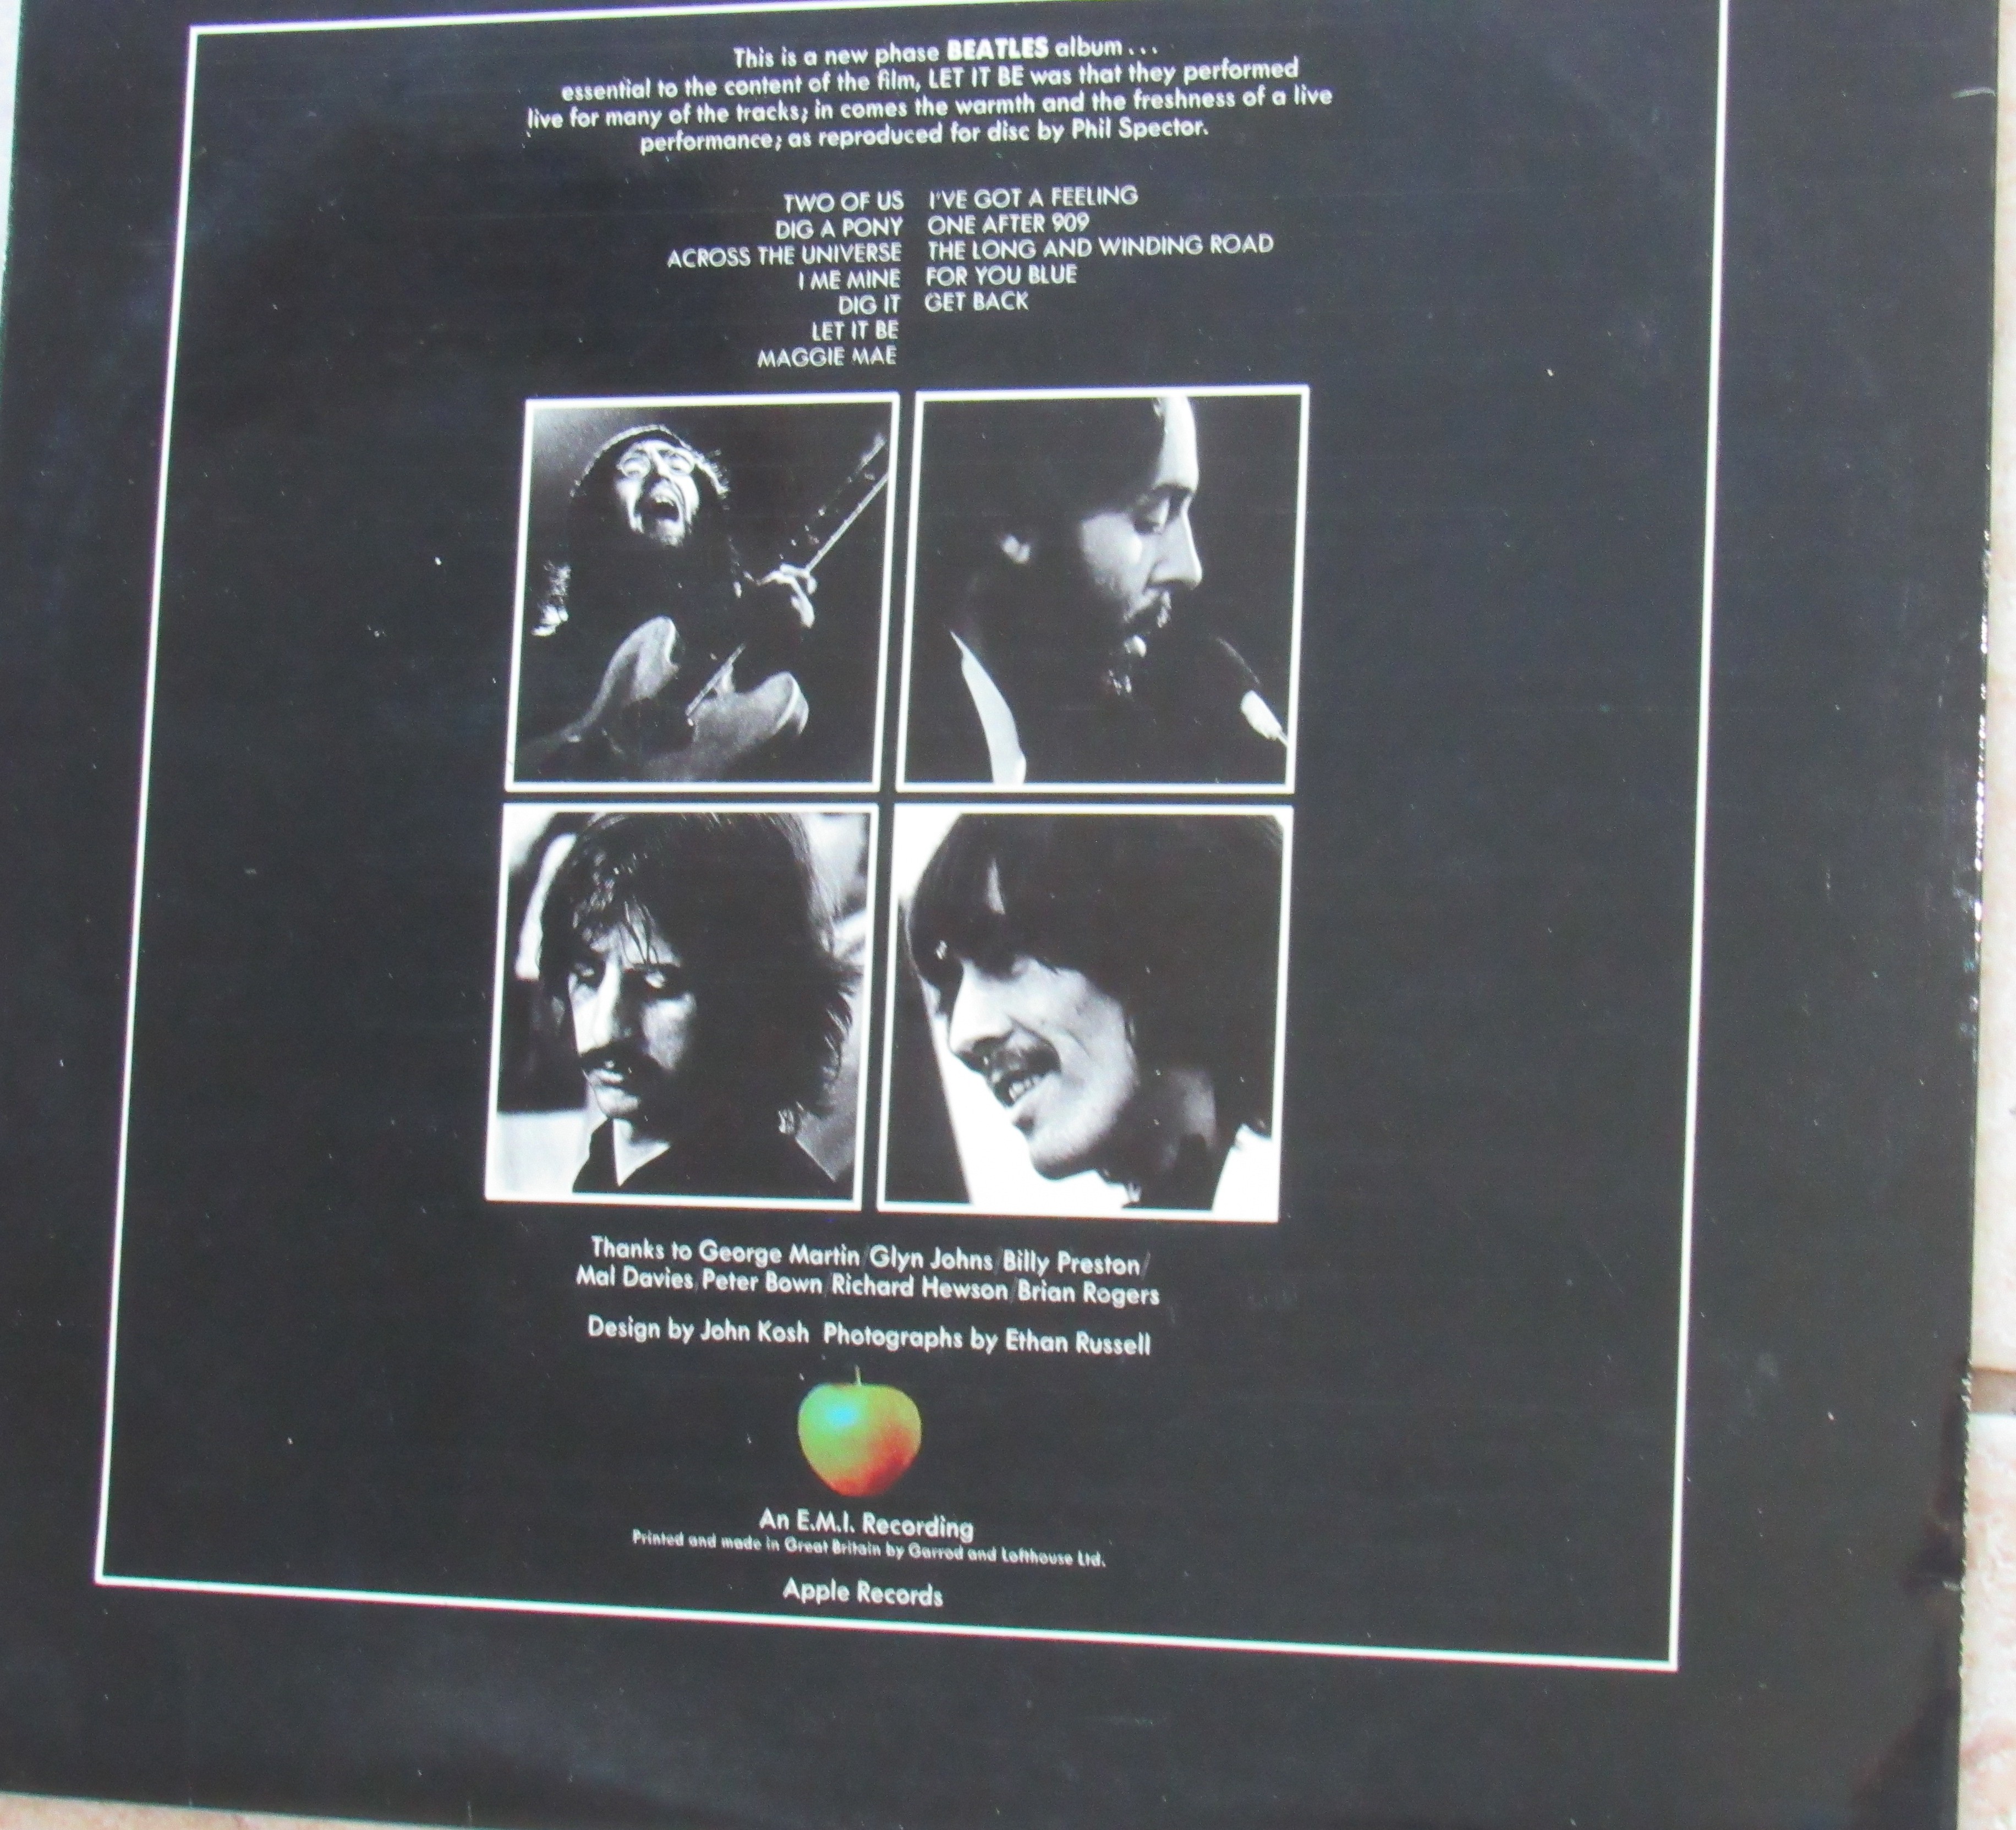 This is a new phase BEATLES album...
essential to the content of the film, LET IT BE was that they performed
live for many of the tracks; in comes the warmth and the freshness of a live
performance; as reproduced for disc by Phil Spector.
TWO OF US
DIG A PONY
ACROSS THE UNIVERSE
I ME MINE
DIG IT
LET IT BE
MAGGIE MAE
I'VE GOT A FEELING
ONE AFTER 909
THE LONG AND WINDING ROAD
FOR YOU BLUE
GET BACK
Thanks to George Martin/Glyn Johns/Billy Preston/
Mal Davies/Peter Bown/Richard Hewson/Brian Rogers
Design by John Kosh Photographs by Ethan Russell
An E.M.I. Recording
Printed and made in Great Britain by Garrod and Lofthouse Ltd.
Apple Records